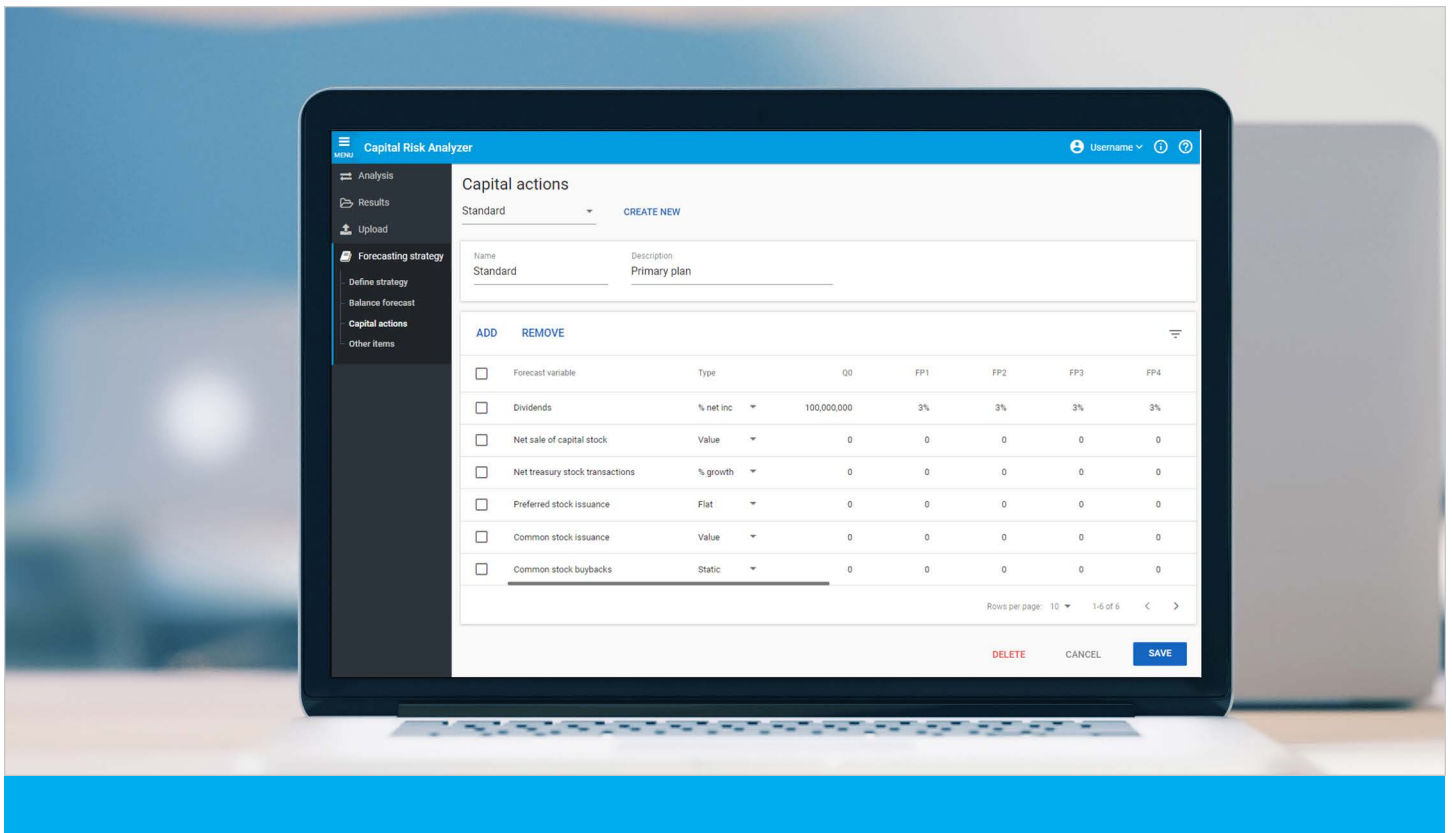 MENU Capital Risk Analyzer Username
Analysis
Results
Upload
Forecasting strategy
Define strategy
Balance forecast
Capital actions
Other items
Capital actions
Standard CREATE NEW
Name Description
Standard Primary plan
ADD REMOVE
Forecast variable Type Q0 FP1 FP2 FP3 FP4
Dividends % net inc 100,000,000 3% 3% 3% 3%
Net sale of capital stock Value 0 0 0 0 0
Net treasury stock transactions % growth 0 0 0 0 0
Preferred stock issuance Flat 0 0 0 0 0
Common stock issuance Value 0 0 0 0 0
Common stock buybacks Static 0 0 0 0 0
Rows per page: 10 1-6 of 6
DELETE CANCEL SAVE